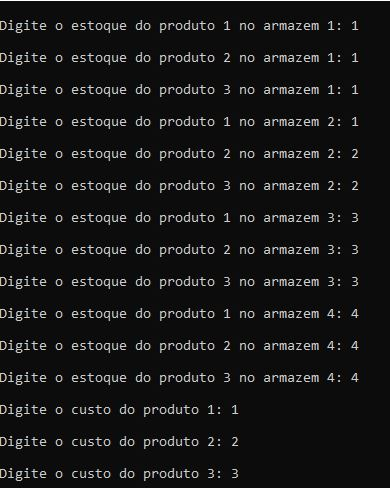 Digite o estoque do produto 1 no armazem 1: 1
Digite o estoque do produto 2 no armazem 1: 1
Digite o estoque do produto 3 no armazem 1: 1
Digite o estoque do produto 1 no armazem 2: 1
Digite o estoque do produto 2 no armazem 2: 2
Digite o estoque do produto 3 no armazem 2: 2
Digite o estoque do produto 1 no armazem 3: 3
Digite o estoque do produto 2 no armazem 3: 3
Digite o estoque do produto 3 no armazem 3: 3
Digite o estoque do produto 1 no armazem 4: 4
Digite o estoque do produto 2 no armazem 4: 4
Digite o estoque do produto 3 no armazem 4: 4
Digite o custo do produto 1: 1
Digite o custo do produto 2: 2
Digite o custo do produto 3: 3